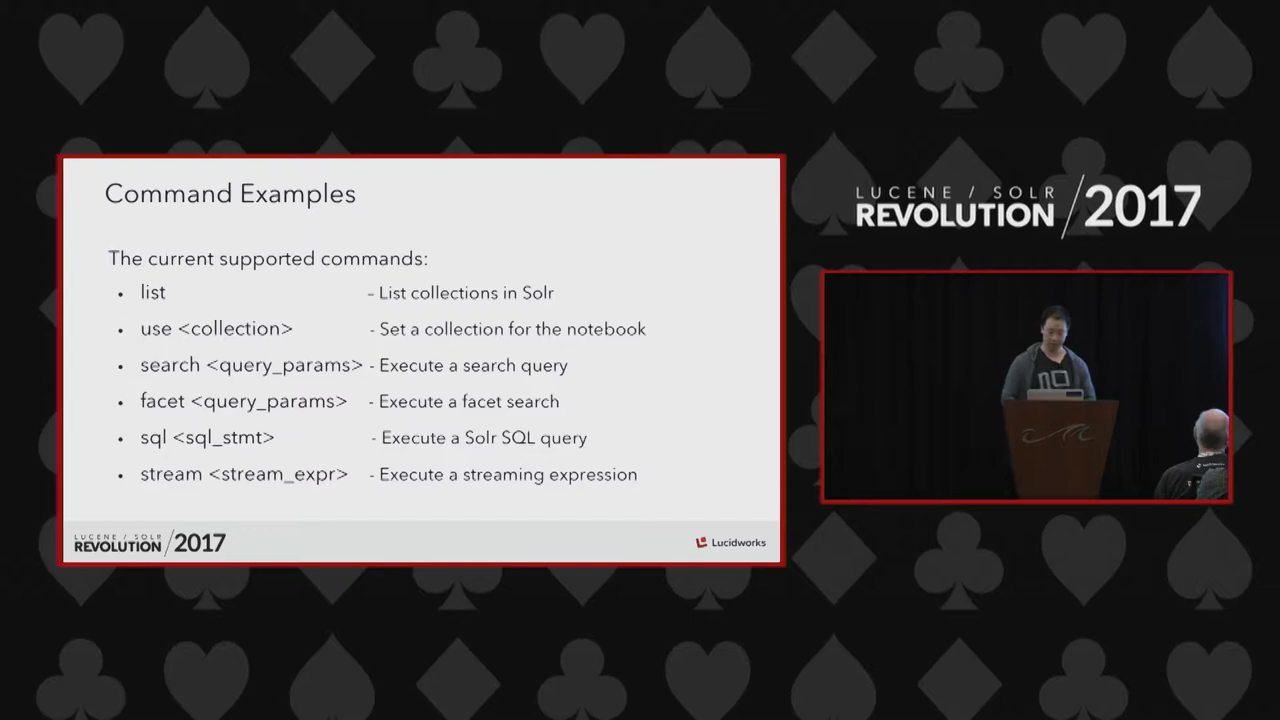 Command Examples
The current supported commands:
• list - List collections in Solr
• use <collection> - Set a collection for the notebook
• search <query_params> - Execute a search query
• facet <query_params> - Execute a facet search
• sql <sql_stmt> - Execute a Solr SQL query
• stream <stream_expr> - Execute a streaming expression
LUCENE / SOLR
REVOLUTION /2017
Lucidworks
LUCENE / SOLR
REVOLUTION /2017